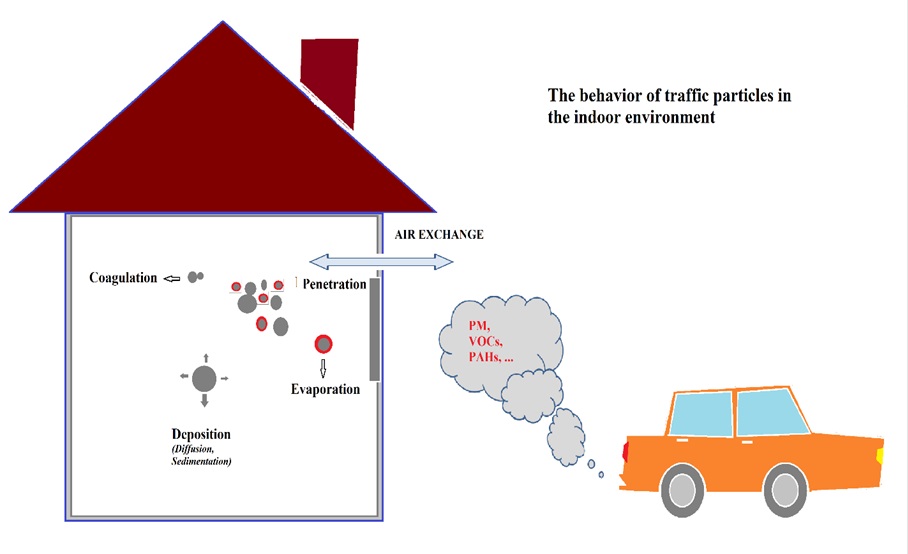 The behavior of traffic particles in
the indoor environment
AIR EXCHANGE
Coagulation
Penetration
PM,
VOCs,
PAHs, ...
Evaporation
Deposition
(Diffusion,
Sedimentation)